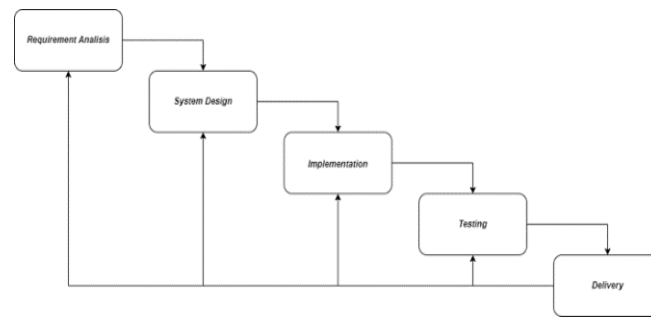 Requirement Analisis
System Design
Implementation
Testing
Delivery